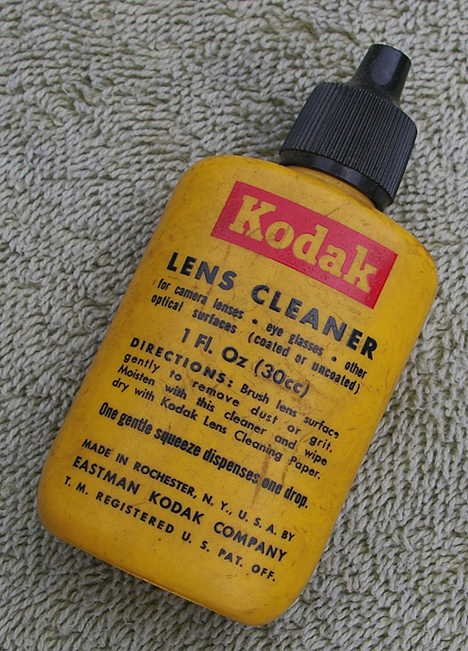 Kodak
LENS CLEANER
for camera lenses • eye glasses • other
optical surfaces (coated or uncoated)
1 Fl. Oz (30cc)
DIRECTIONS: Brush lens surface
gently to remove dust or grit.
Moisten with this cleaner and wipe
dry with Kodak Lens Cleaning Paper.
One gentle squeeze dispenses one drop.
MADE IN ROCHESTER, N. Y., U. S. A. BY
EASTMAN KODAK COMPANY
T. M. REGISTERED U. S. PAT. OFF.